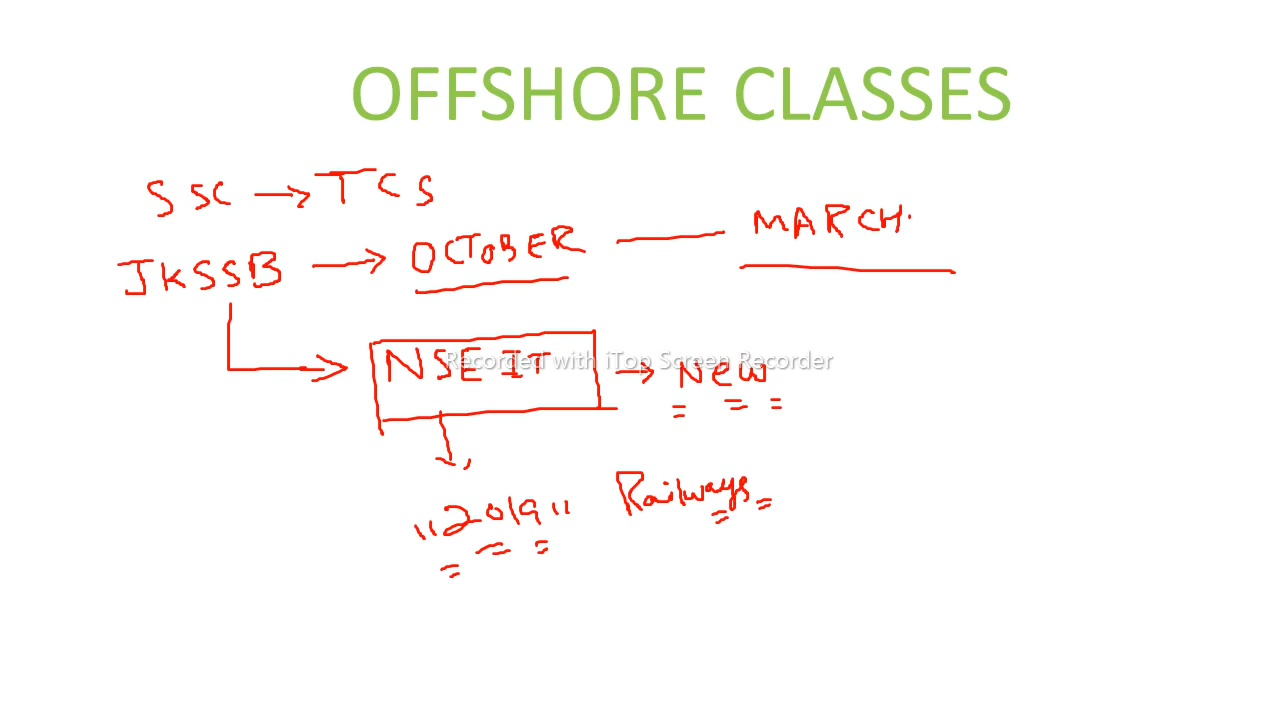 OFFSHORE CLASSES
SSC → TCS
JKSSB → OCTOBER — MARCH.
NSEIT → New
Recorded with iTop Screen Recorder
"2019" Railways